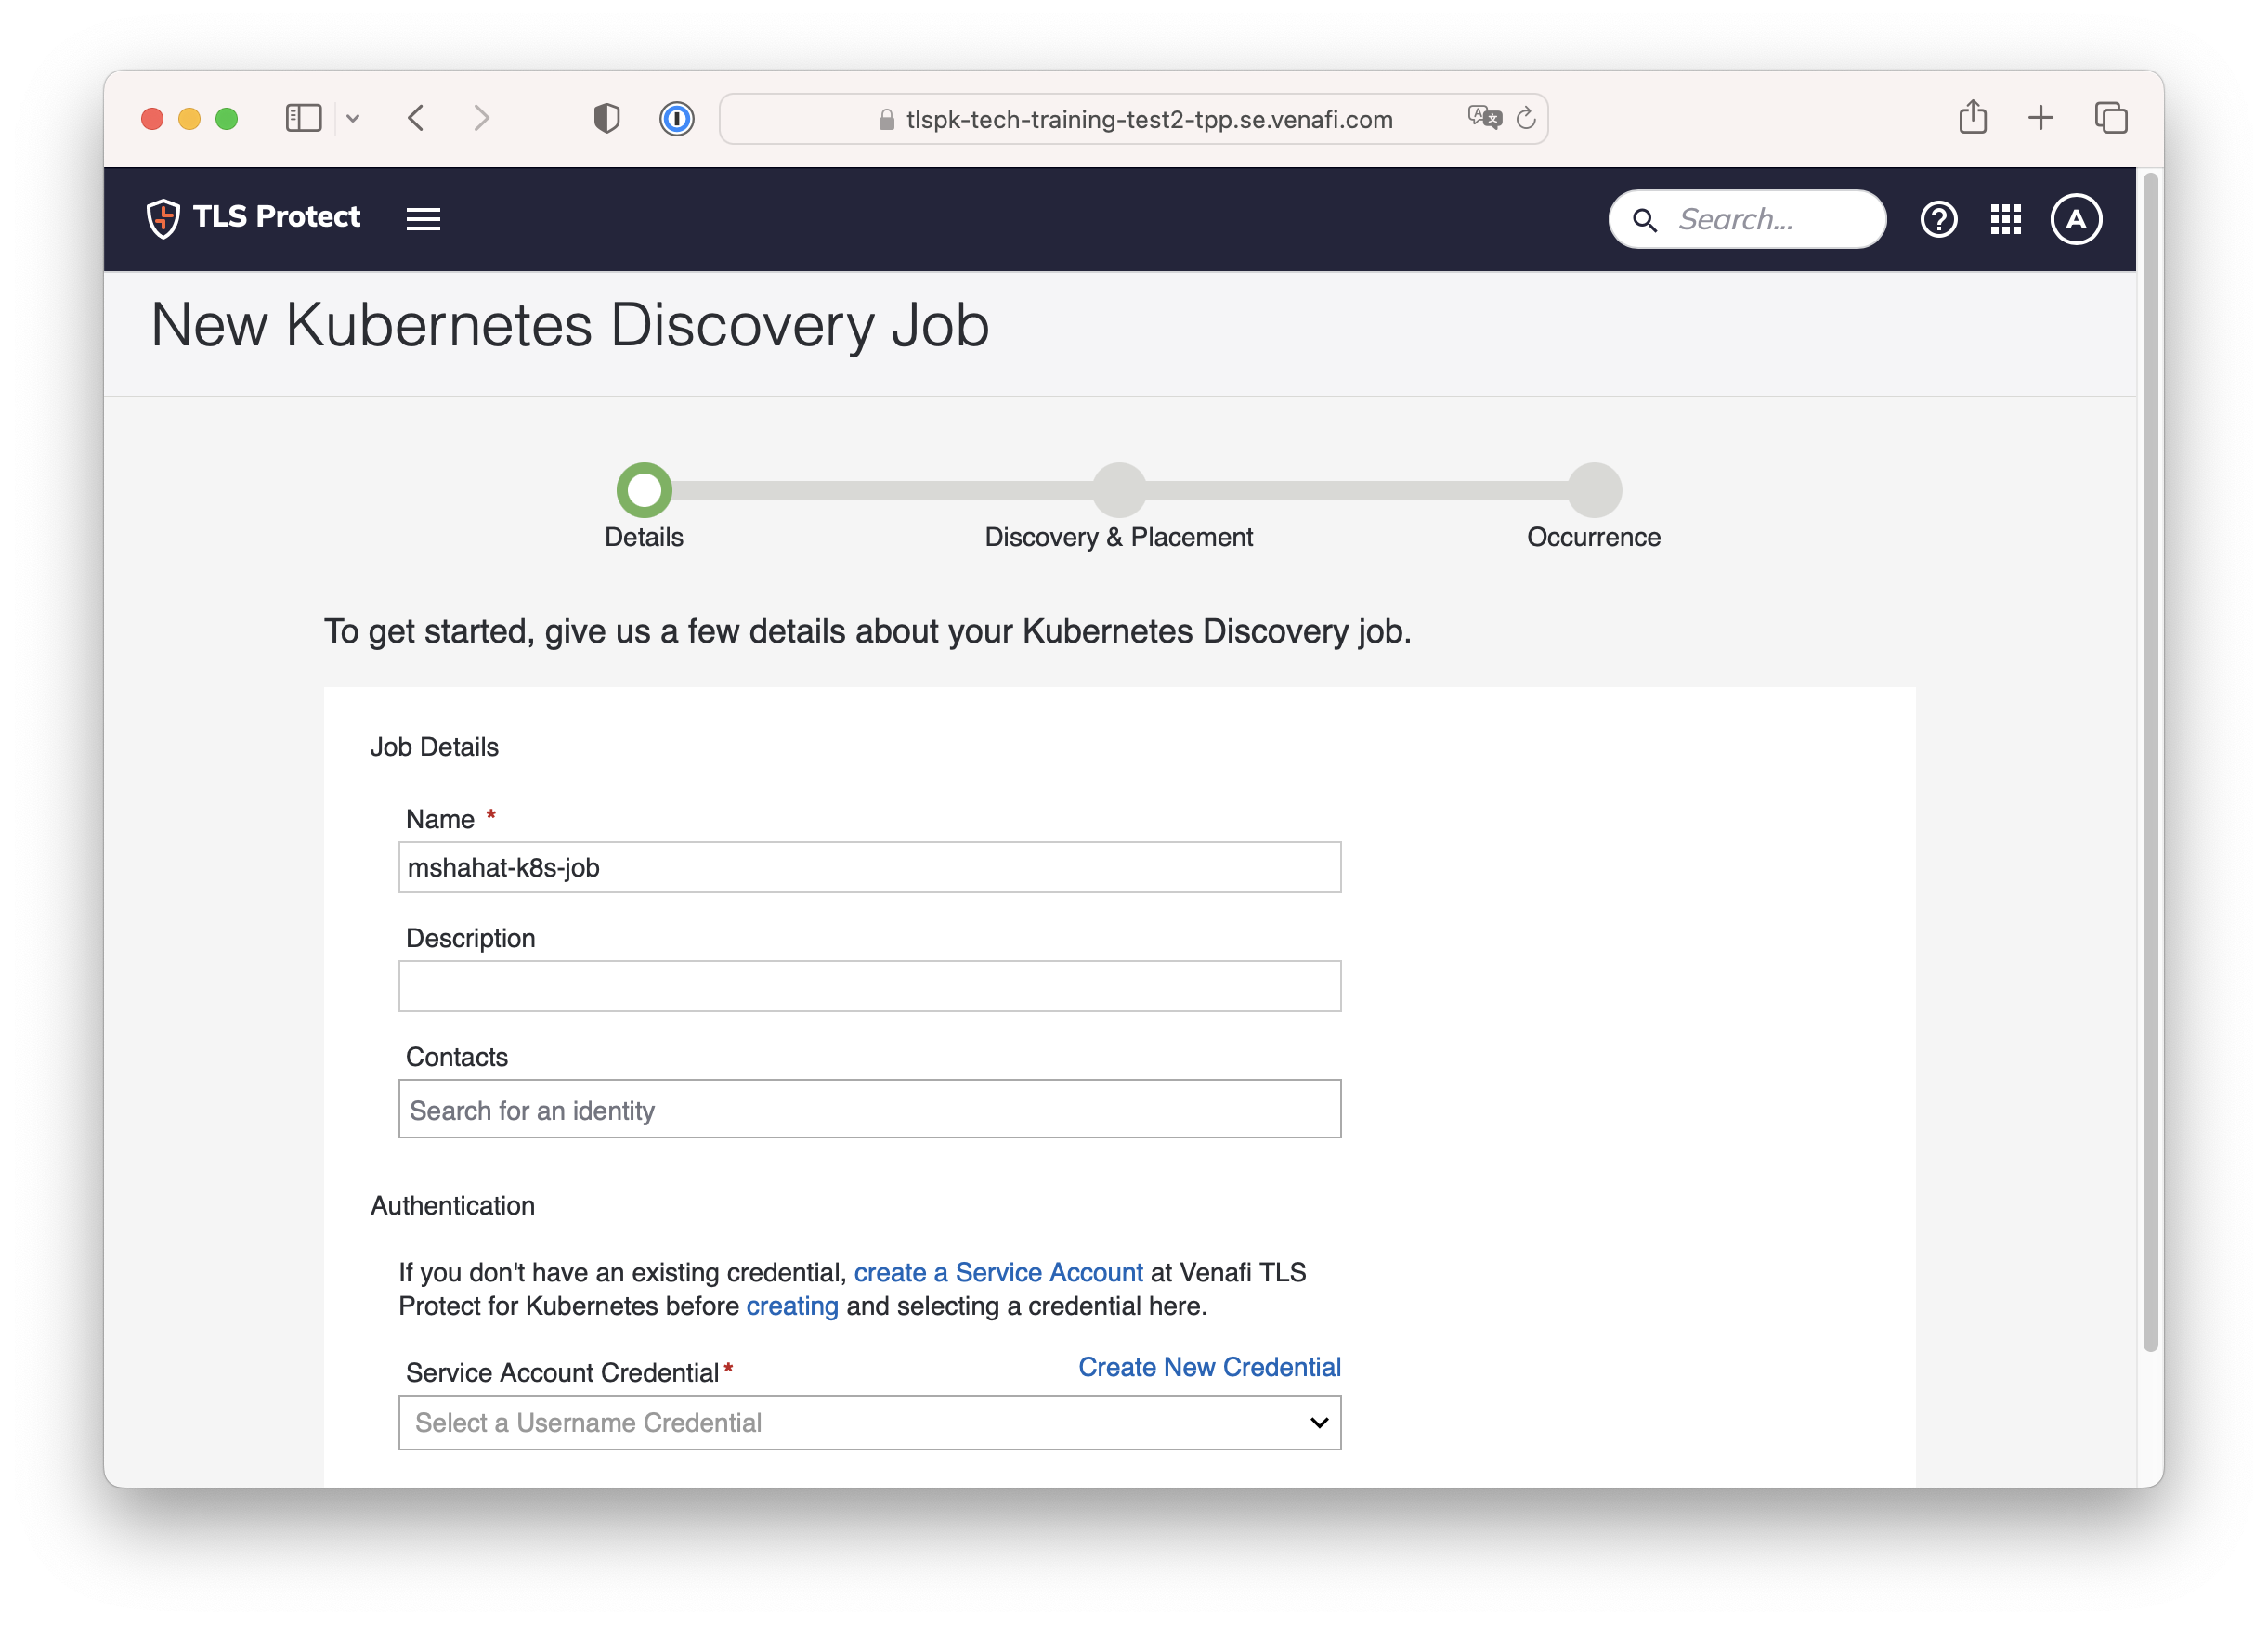 tlspk-tech-training-test2-tpp.se.venafi.com
TLS Protect
Search...
A
New Kubernetes Discovery Job
Details
Discovery & Placement
Occurrence
To get started, give us a few details about your Kubernetes Discovery job.
Job Details
Name *
mshahat-k8s-job
Description
Contacts
Search for an identity
Authentication
If you don't have an existing credential, create a Service Account at Venafi TLS
Protect for Kubernetes before creating and selecting a credential here.
Service Account Credential*
Create New Credential
Select a Username Credential